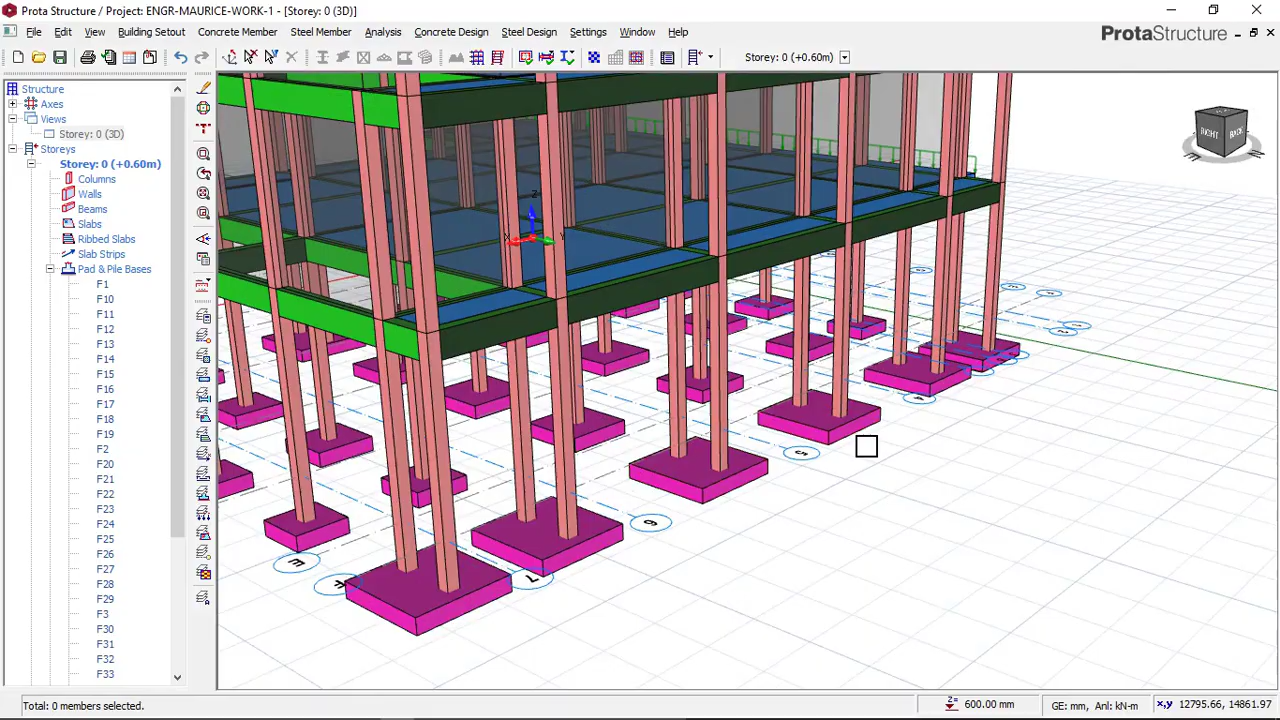 Prota Structure / Project: ENGR-MAURICE-WORK-1 - [Storey: 0 (3D)]
File Edit View Building Setout Concrete Member Steel Member Analysis Concrete Design Steel Design Settings Window Help
ProtaStructure
Storey: 0 (+0.60m)
Structure
Axes
Views
Storey: 0 (3D)
Storeys
Storey: 0 (+0.60m)
Columns
Walls
Beams
Slabs
Ribbed Slabs
Slab Strips
Pad & Pile Bases
F1
F10
F11
F12
F13
F14
F15
F16
F17
F18
F19
F2
F20
F21
F22
F23
F24
F25
F26
F27
F28
F29
F3
F30
F31
F32
F33
RIGHT BACK
Z
X Y
5
6
7
E
F
Total: 0 members selected.
Z= 600.00 mm
GE: mm, Anl: kN-m
x,y 12795.66, 14861.97